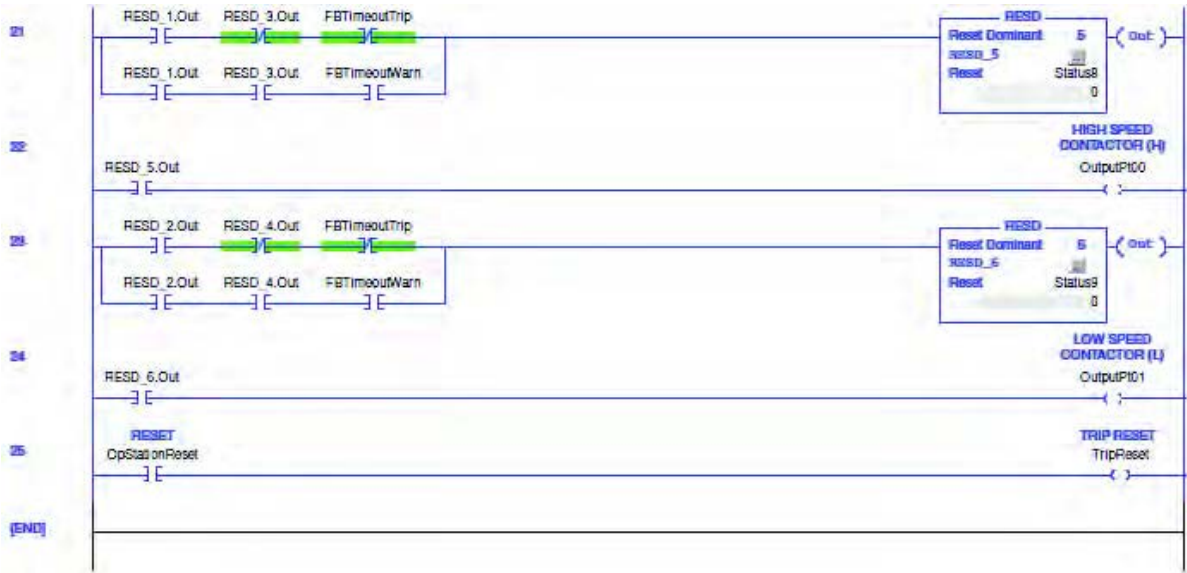 RESD_1.Out RESD_3.Out FBTimeoutTrip
RESD
21
Reset Dominant 5
Out
RESD_5
RESD_1.Out RESD_3.Out FBTimeoutWarn
Reset Status8
0
HIGH SPEED
22
CONTACTOR (H)
RESD_5.Out
OutputPt00
RESD_2.Out RESD_4.Out FBTimeoutTrip
RESD
23
Reset Dominant 6
Out
RESD_6
RESD_2.Out RESD_4.Out FBTimeoutWarn
Reset Status9
0
LOW SPEED
24
CONTACTOR (L)
RESD_6.Out
OutputPt01
RESET
TRIP RESET
25
OpStationReset
TripReset
(END)